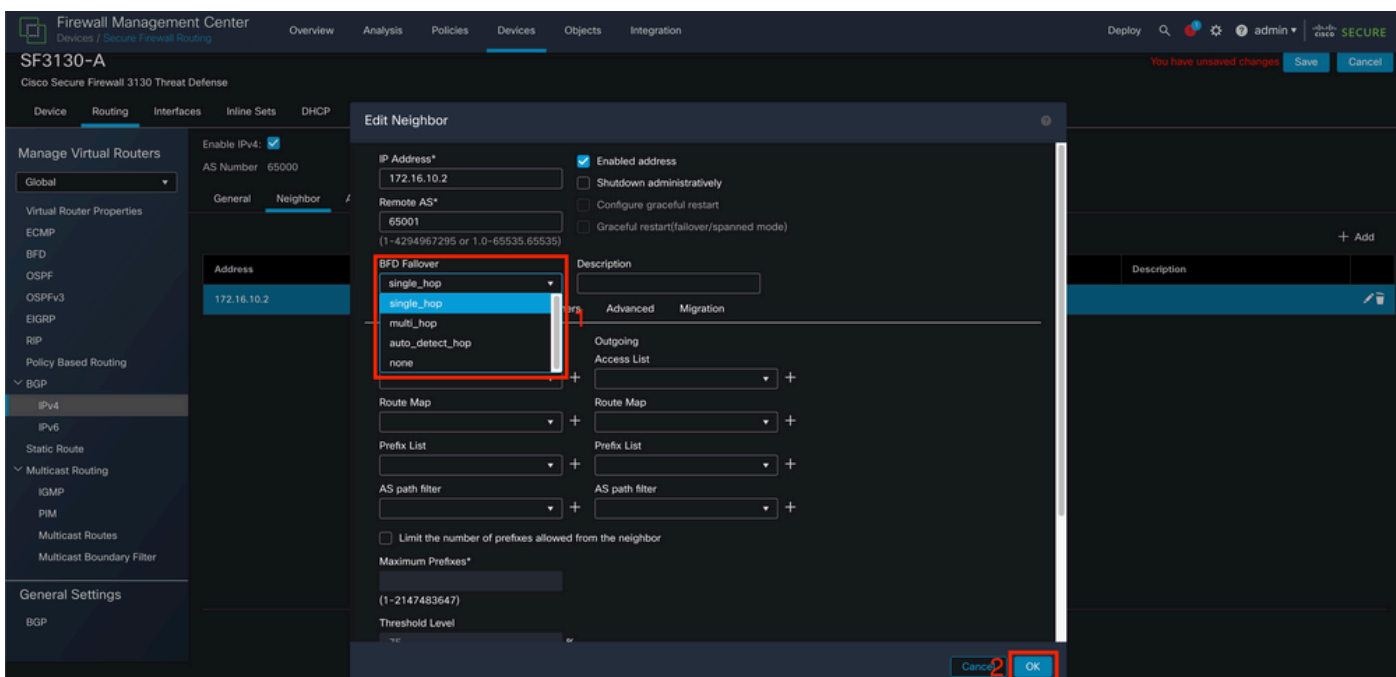 Firewall Management Center
Devices / Secure Firewall Routing
Overview Analysis Policies Devices Objects Integration
Deploy admin cisco SECURE
SF3130-A
Cisco Secure Firewall 3130 Threat Defense
You have unsaved changes Save Cancel
Device Routing Interfaces Inline Sets DHCP
Manage Virtual Routers
Global
Virtual Router Properties
ECMP
BFD
OSPF
OSPFv3
EIGRP
RIP
Policy Based Routing
BGP
IPv4
IPv6
Static Route
Multicast Routing
IGMP
PIM
Multicast Routes
Multicast Boundary Filter
General Settings
BGP
Enable IPv4:
AS Number 65000
General Neighbor
+ Add
Address Description
172.16.10.2
Edit Neighbor
IP Address*
172.16.10.2
Enabled address
Shutdown administratively
Remote AS*
Configure graceful restart
65001
Graceful restart(failover/spanned mode)
(1-4294967295 or 1.0-65535.65535)
BFD Fallover Description
single_hop
single_hop
multi_hop
auto_detect_hop
none
1
Advanced Migration
Outgoing
Access List
Route Map Route Map
Prefix List Prefix List
AS path filter AS path filter
Limit the number of prefixes allowed from the neighbor
Maximum Prefixes*
(1-2147483647)
Threshold Level
75 %
Cancel 2 OK